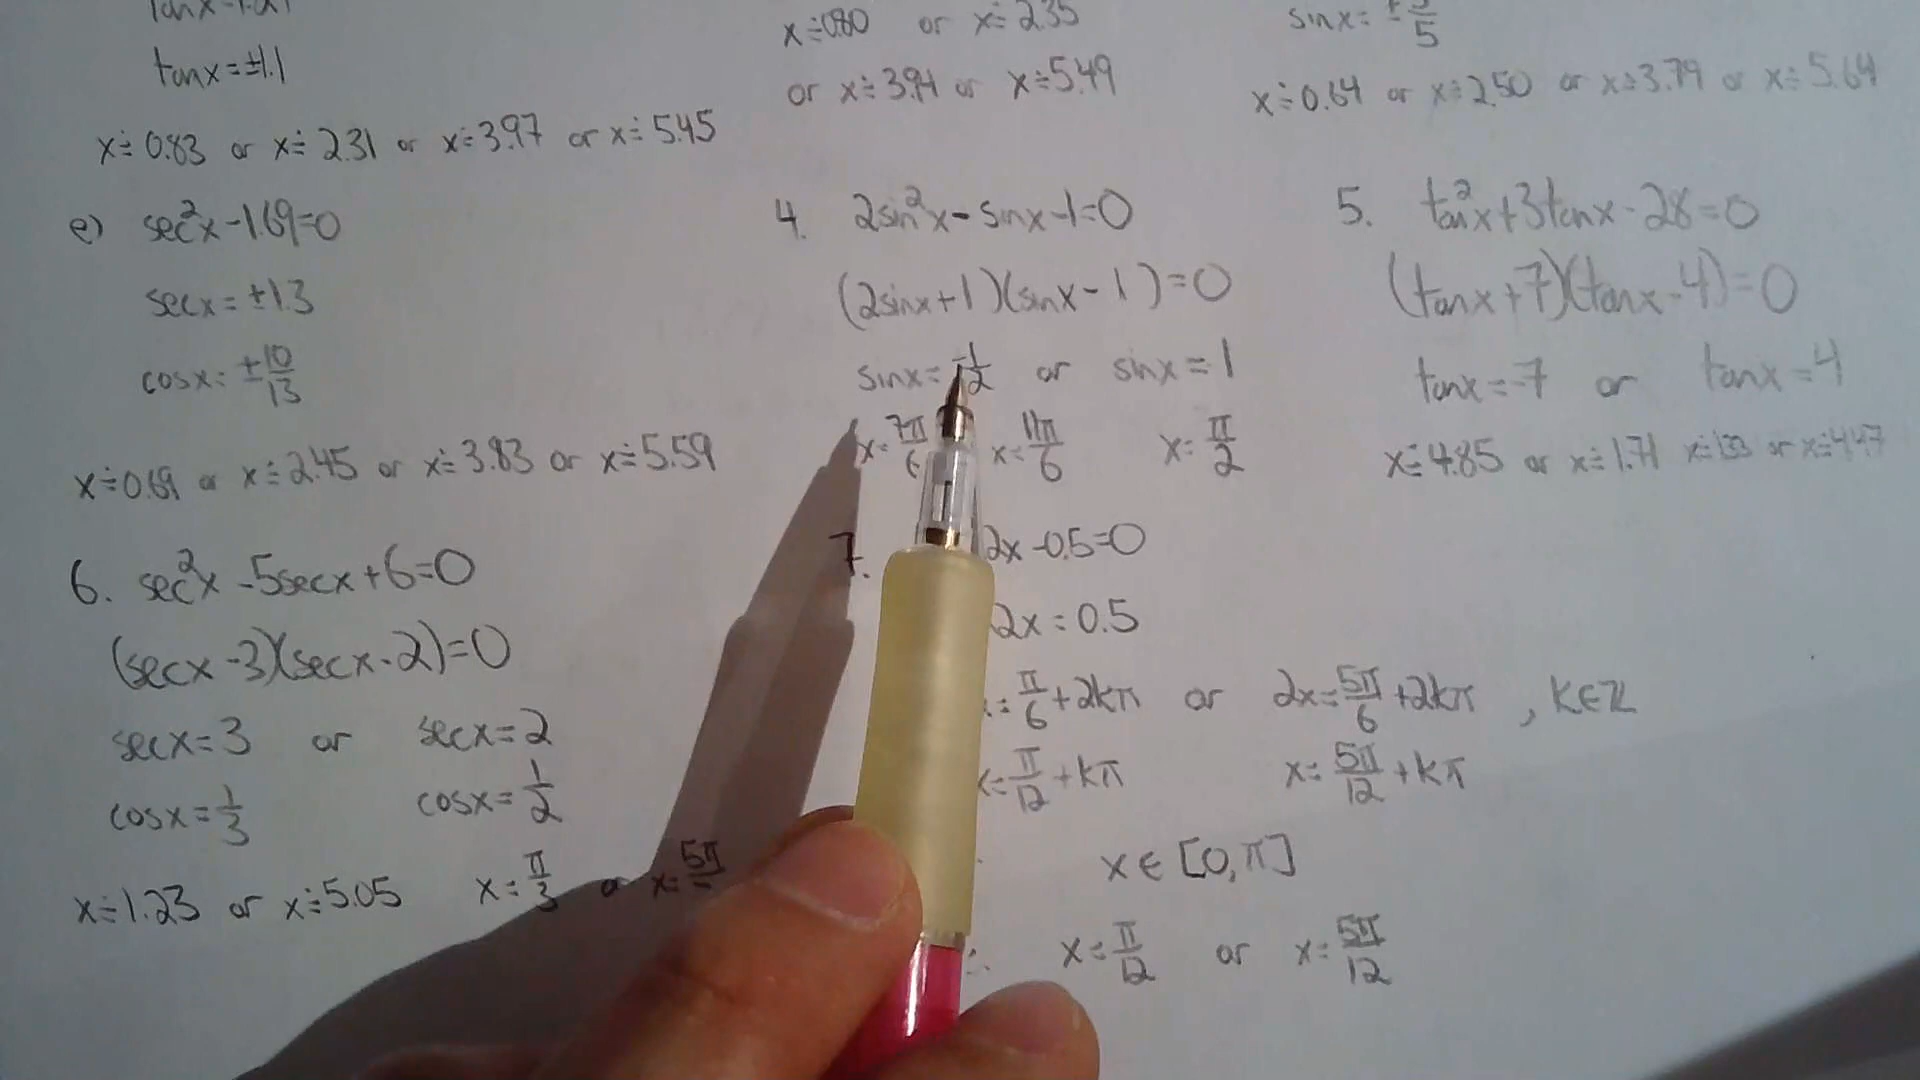 tanx=±1.1
x≐0.83 or x≐2.31 or x≐3.97 or x≐5.45
x≐0.80 or x≐2.35
or x≐3.94 or x≐5.49
sinx=±3/5
x≐0.64 or x≐2.50 or x≐3.79 or x≐5.64
e) sec²x-1.69=0
secx=±1.3
cosx=±10/13
x≐0.69 or x≐2.45 or x≐3.83 or x≐5.59
4. 2sin²x-sinx-1=0
(2sinx+1)(sinx-1)=0
sinx=-1/2 or sinx=1
x=7π/6 x=11π/6 x=π/2
5. tan²x+3tanx-28=0
(tanx+7)(tanx-4)=0
tanx=-7 or tanx=4
x≐4.85 or x≐1.71 x≐1.33 or x≐4.47
6. sec²x-5secx+6=0
(secx-3)(secx-2)=0
secx=3 or secx=2
cosx=1/3 cosx=1/2
x≐1.23 or x≐5.05 x=π/3 or x=5π
7. 2x-0.5=0
2x=0.5
=π/6+2kπ or 2x=5π/6+2kπ, K∈ℤ
x=π/12+kπ x=5π/12+kπ
x∈[0,π]
∴ x=π/12 or x=5π/12